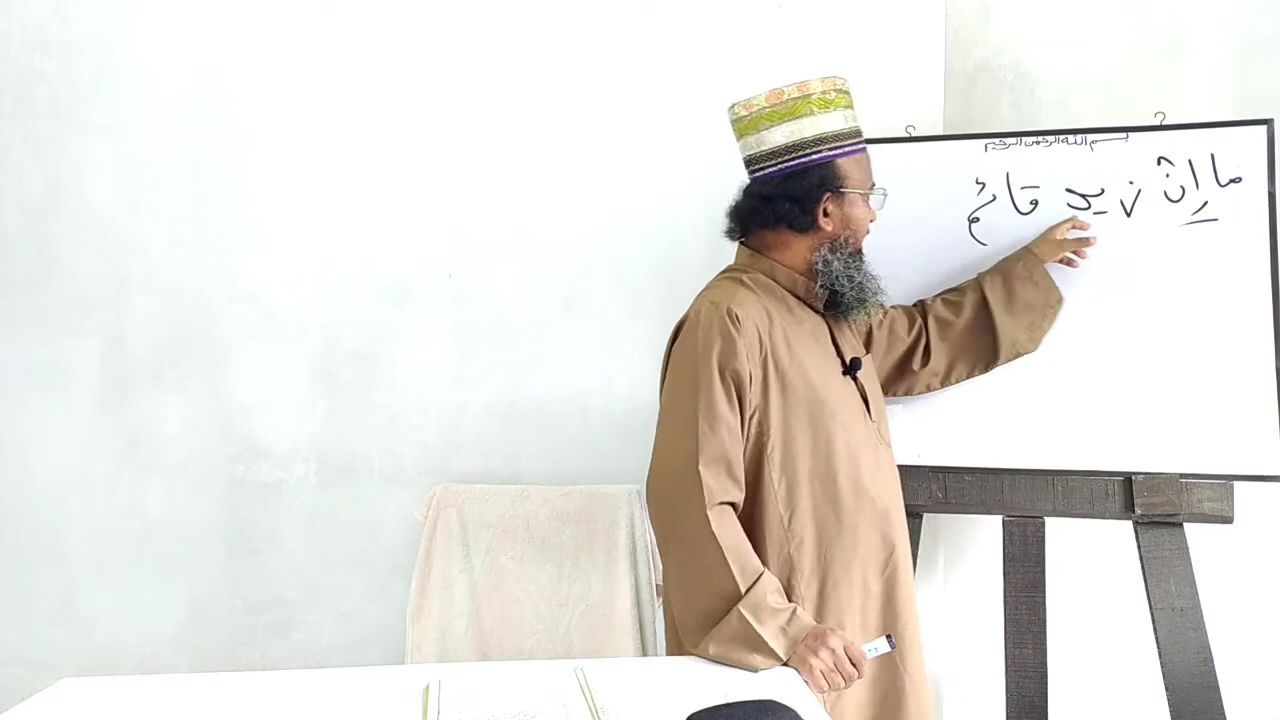 بسم الله الرحمن الرحيم
ما اِنْ زيد قائم